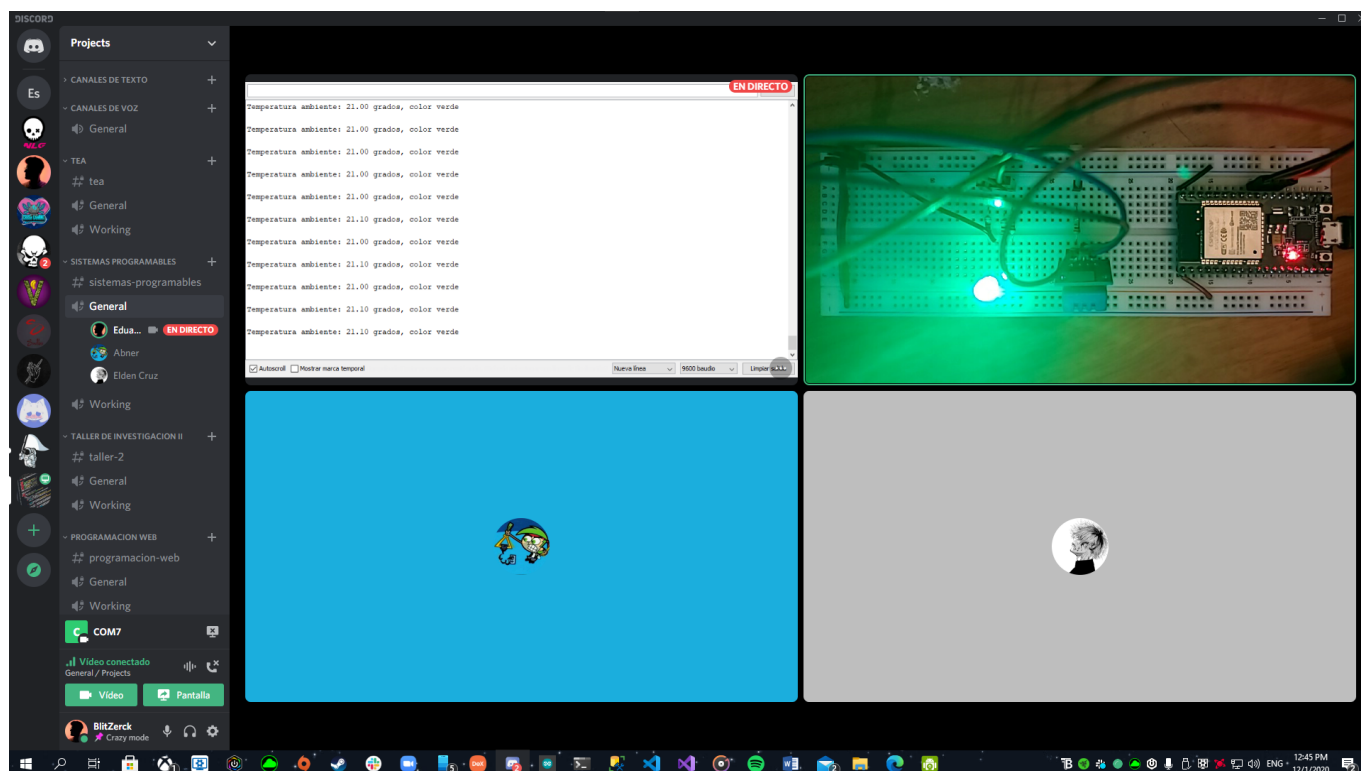 DISCORD
Projects
CANALES DE TEXTO
CANALES DE VOZ
General
TEA
tea
General
Working
SISTEMAS PROGRAMABLES
sistemas-programables
General
Edua... EN DIRECTO
Abner
Elden Cruz
Working
TALLER DE INVESTIGACION II
taller-2
General
Working
PROGRAMACION WEB
programacion-web
General
Working
COM7
Vídeo conectado
General / Projects
Vídeo Pantalla
BlitZerck
Crazy mode
Es
2
EN DIRECTO
Temperatura ambiente: 21.00 grados, color verde
Temperatura ambiente: 21.00 grados, color verde
Temperatura ambiente: 21.00 grados, color verde
Temperatura ambiente: 21.00 grados, color verde
Temperatura ambiente: 21.00 grados, color verde
Temperatura ambiente: 21.10 grados, color verde
Temperatura ambiente: 21.00 grados, color verde
Temperatura ambiente: 21.10 grados, color verde
Temperatura ambiente: 21.00 grados, color verde
Temperatura ambiente: 21.10 grados, color verde
Temperatura ambiente: 21.10 grados, color verde
Autoscroll Mostrar marca temporal Nueva línea 9600 baudio Limpiar
ENG
12:45 PM
12/1/2020